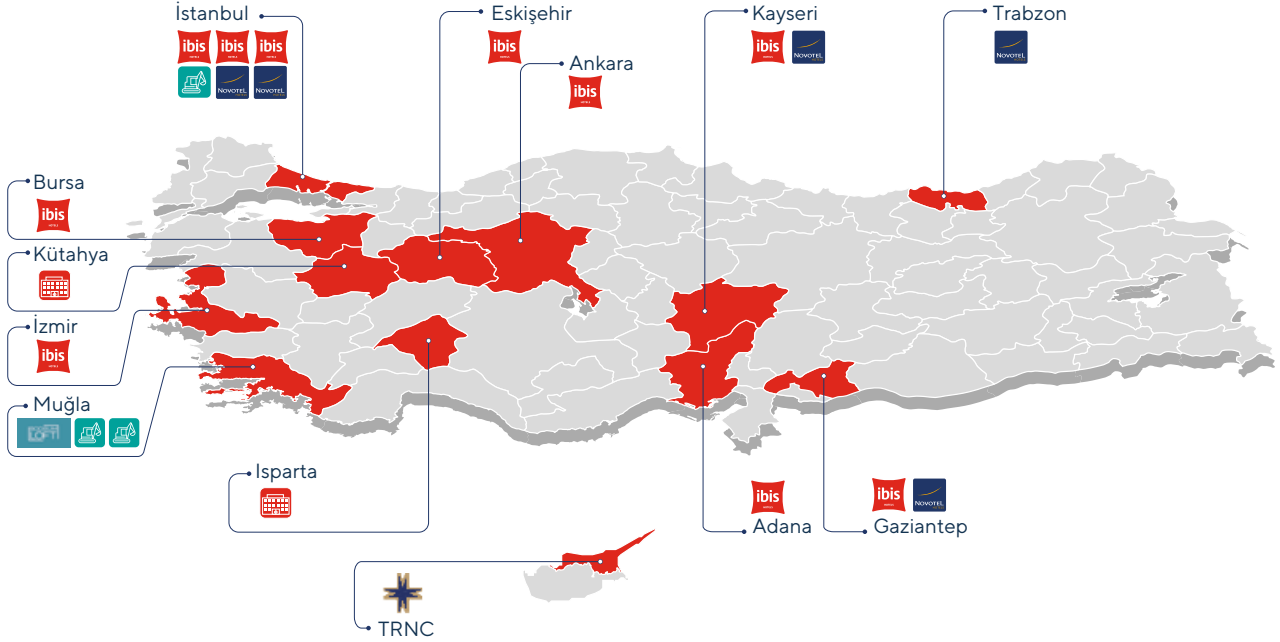 İstanbul
ibis
ibis
ibis
NOVOTEL
NOVOTEL
Eskişehir
ibis
Ankara
ibis
Kayseri
ibis
NOVOTEL
Trabzon
NOVOTEL
Bursa
ibis
Kütahya
İzmir
ibis
Muğla
Isparta
ibis
Adana
ibis
NOVOTEL
Gaziantep
TRNC